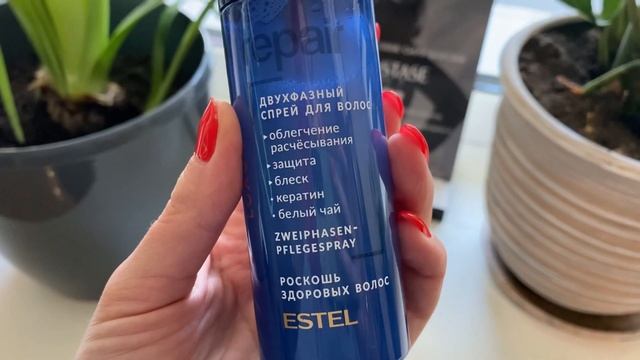 repair
ДВУХФАЗНЫЙ
СПРЕЙ ДЛЯ ВОЛОС
•облегчение
расчёсывания
•защита
•блеск
•кератин
•белый чай
ZWEIPHASEN-
PFLEGESPRAY
РОСКОШЬ
ЗДОРОВЫХ ВОЛОС
ESTEL